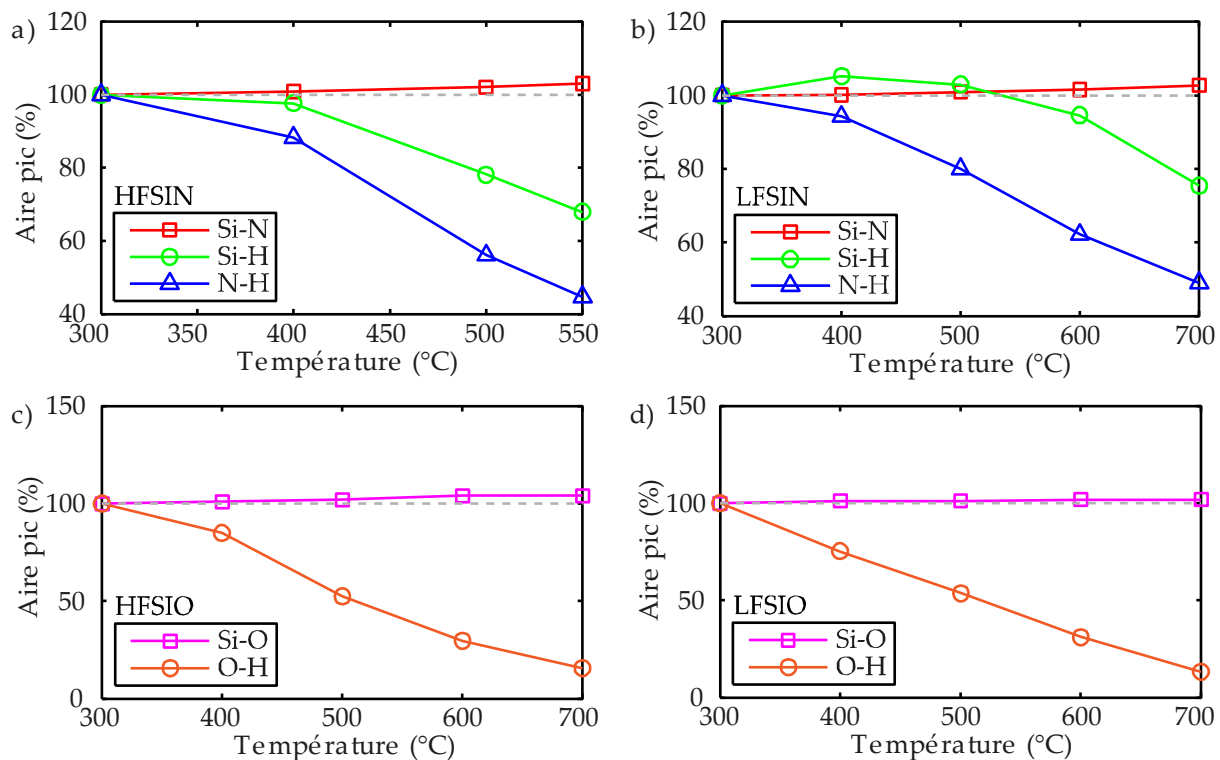 a)
120
100
80
60
40
Aire pic (%)
HFSIN
Si-N
Si-H
N-H
300 350 400 450 500 550
Température (°C)
b)
120
100
80
60
40
Aire pic (%)
LFSIN
Si-N
Si-H
N-H
300 400 500 600 700
Température (°C)
c)
150
100
50
0
Aire pic (%)
HFSIO
Si-O
O-H
300 400 500 600 700
Température (°C)
d)
150
100
50
0
Aire pic (%)
LFSIO
Si-O
O-H
300 400 500 600 700
Température (°C)